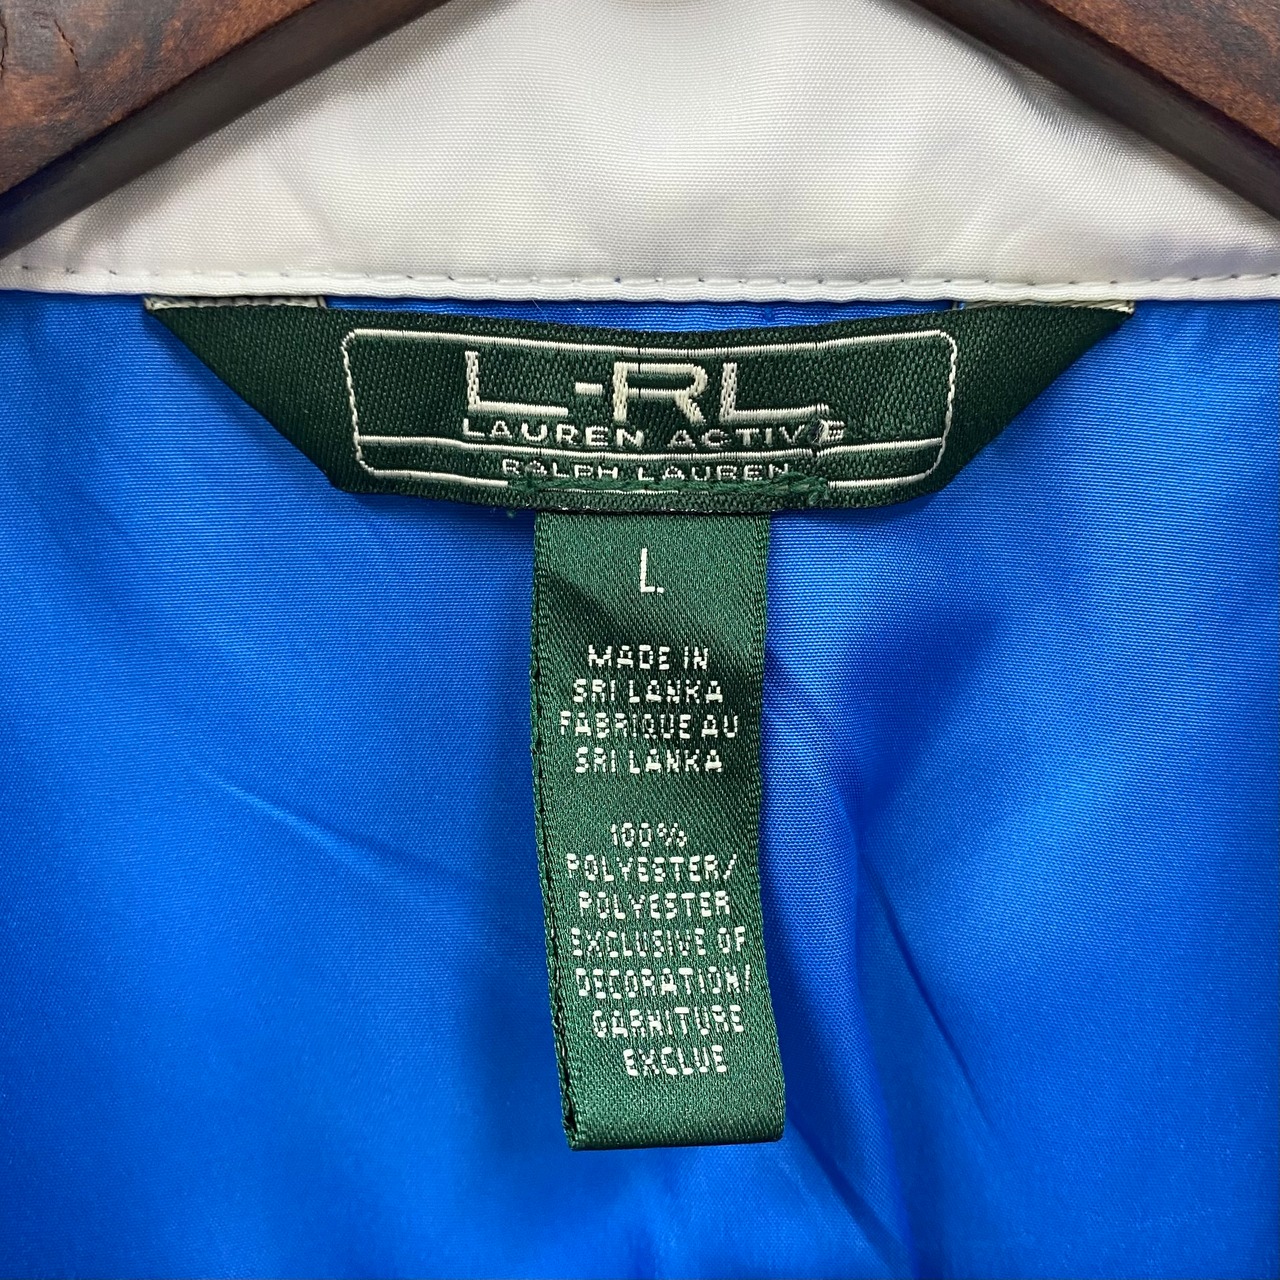 L-RL
LAUREN ACTIVE
RALPH LAUREN
L
MADE IN
SRI LANKA
FABRIQUE AU
SRI LANKA
100%
POLYESTER/
POLYESTER
EXCLUSIVE OF
DECORATION/
GARNITURE
EXCLUE